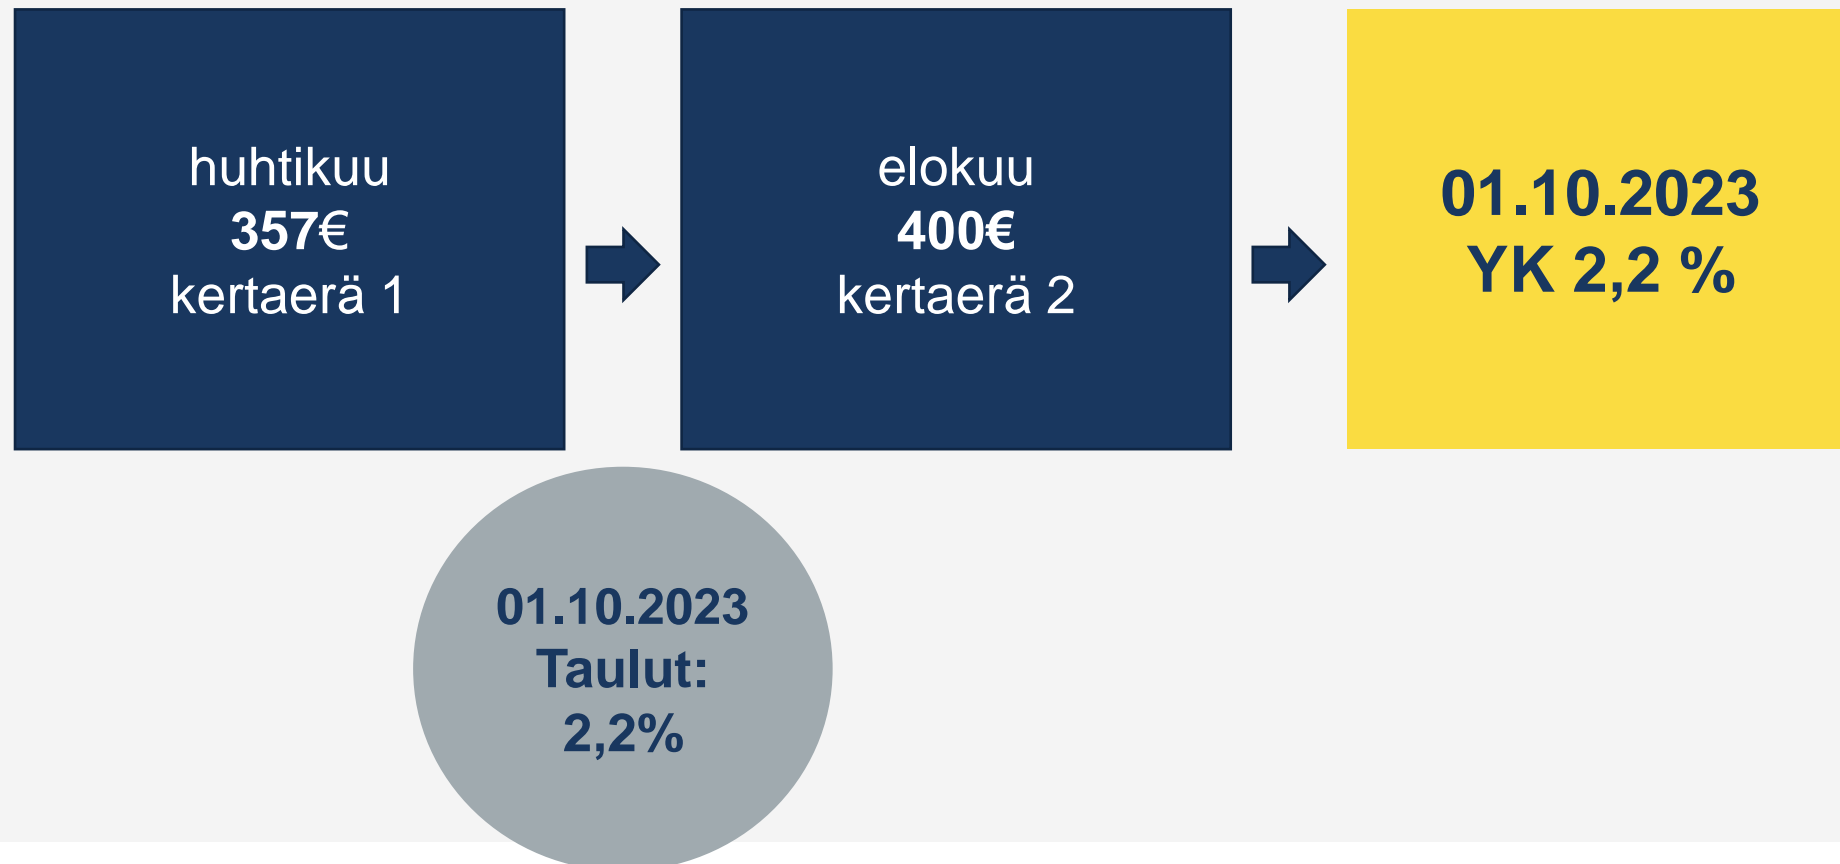 huhtikuu
357€
kertaerä 1
elokuu
400€
kertaerä 2
01.10.2023
YK 2,2 %
01.10.2023
Taulut:
2,2%